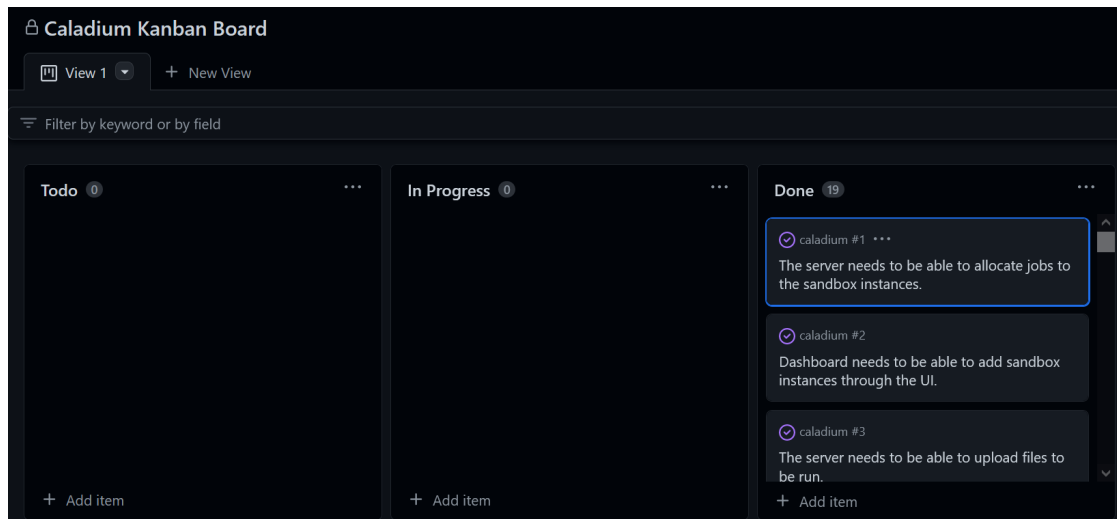 Caladium Kanban Board
View 1
New View
Filter by keyword or by field
Todo 0
Add item
In Progress 0
Add item
Done 19
caladium #1
The server needs to be able to allocate jobs to
the sandbox instances.
caladium #2
Dashboard needs to be able to add sandbox
instances through the UI.
caladium #3
The server needs to be able to upload files to
be run.
Add item